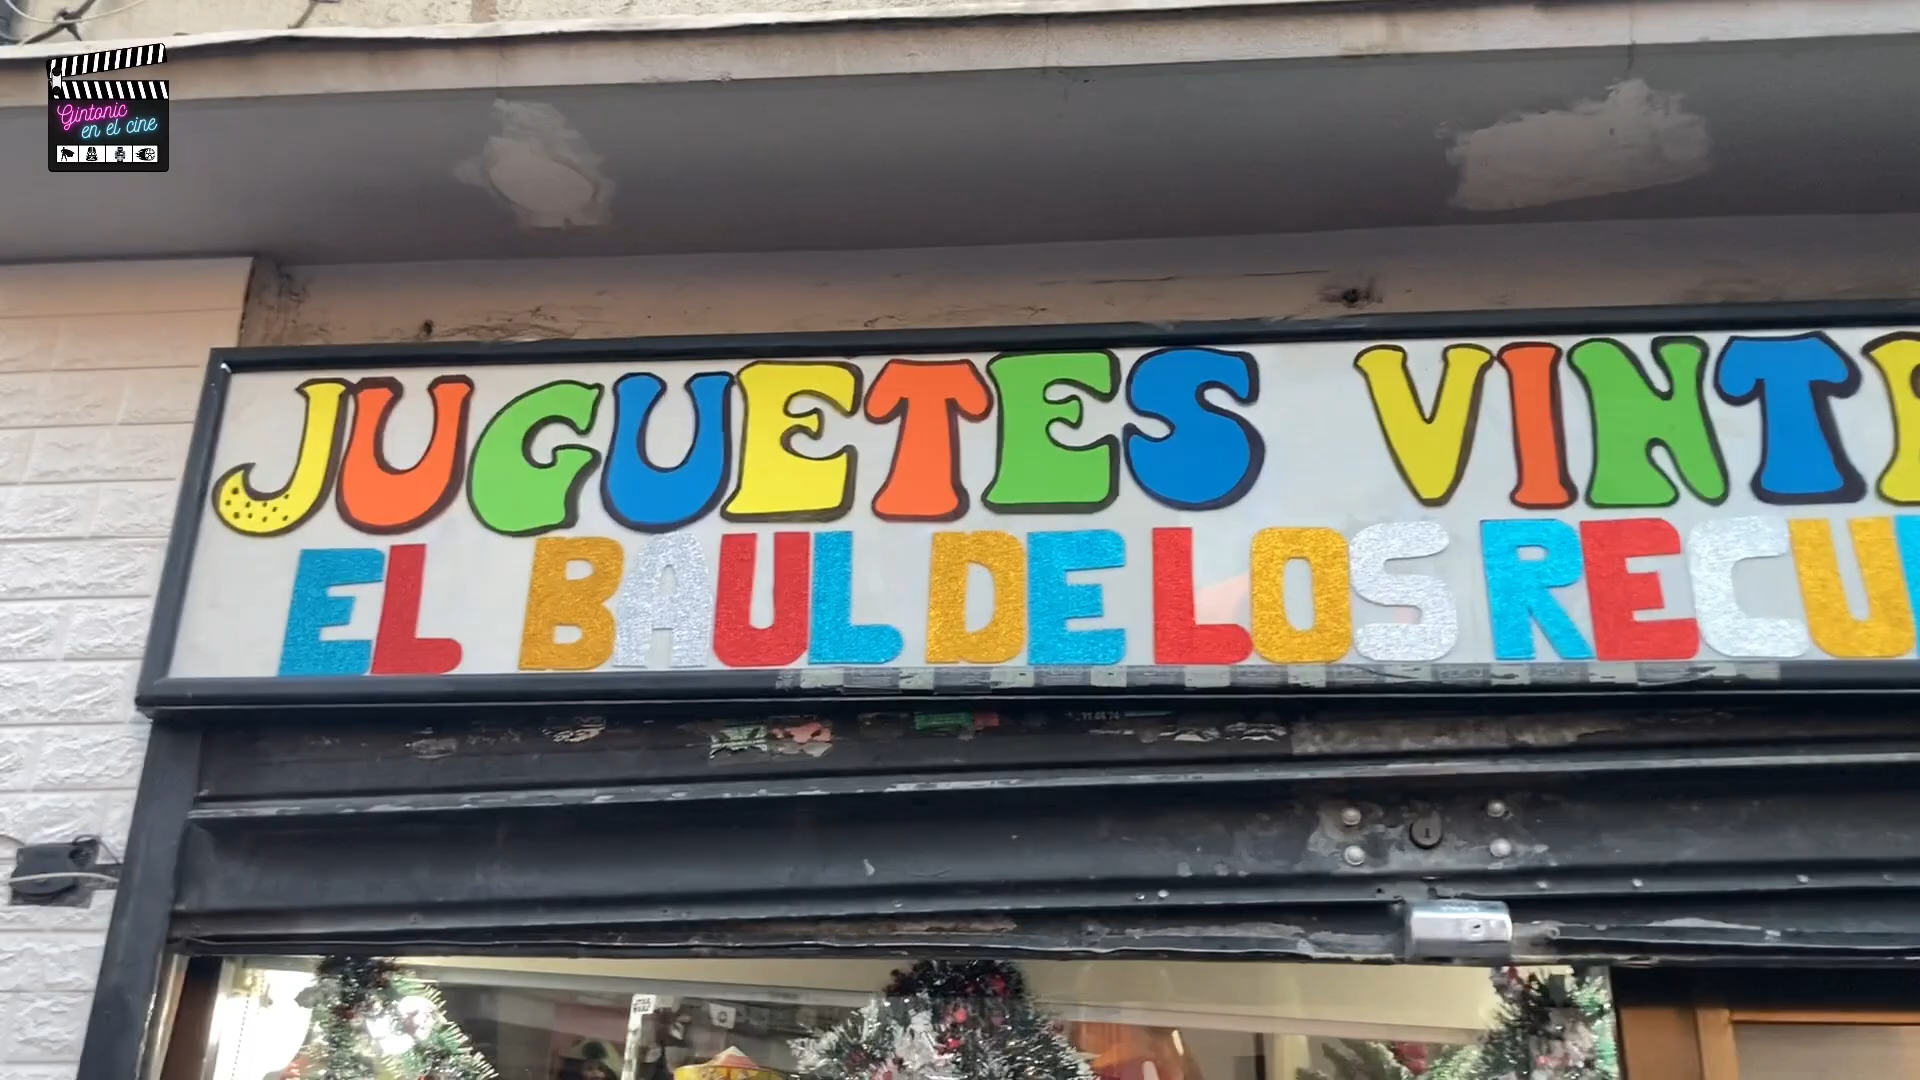 Gintonic
en el cine
JUGUETES VINT
EL BAUL DE LOS RECU